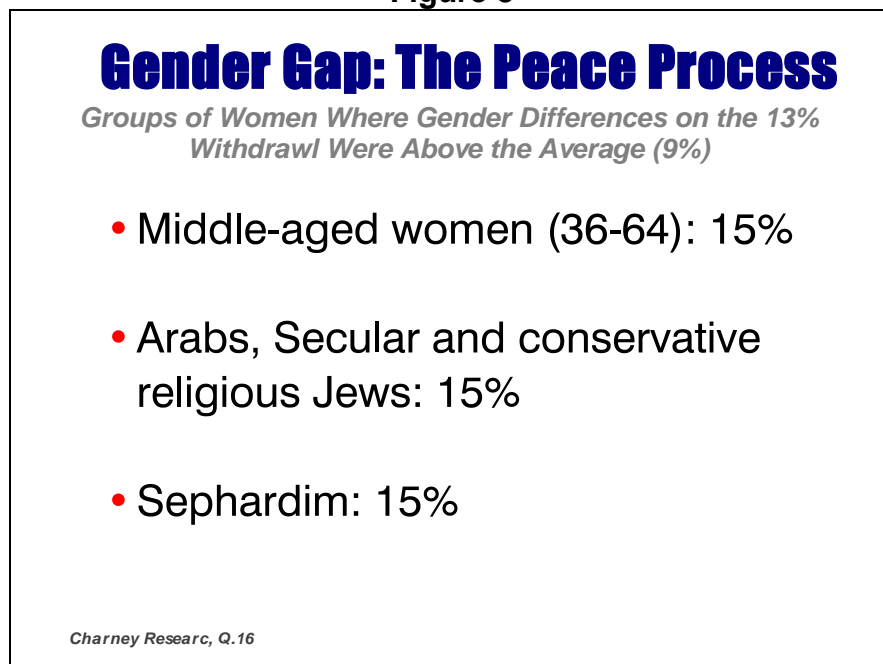 Gender Gap: The Peace Process
Groups of Women Where Gender Differences on the 13%
Withdrawl Were Above the Average (9%)
• Middle-aged women (36-64): 15%
• Arabs, Secular and conservative
religious Jews: 15%
• Sephardim: 15%
Charney Researc, Q.16